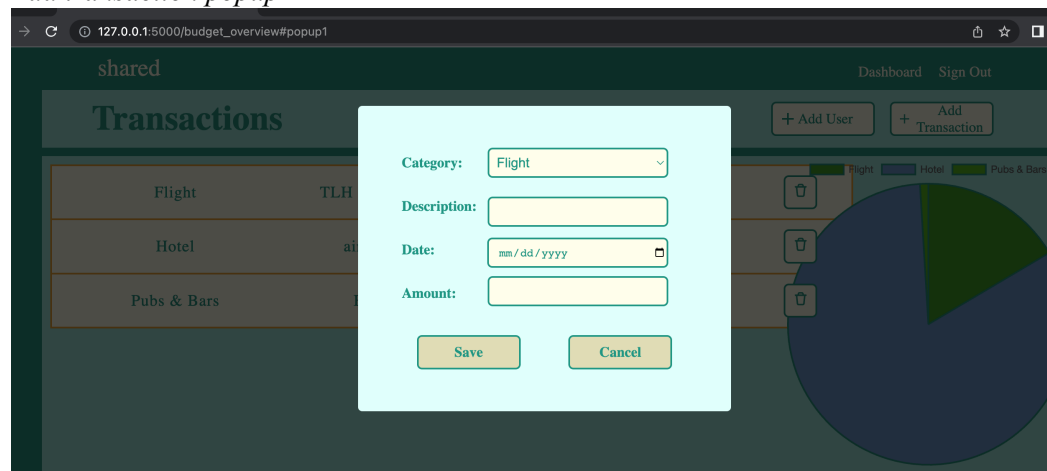 127.0.0.1:5000/budget_overview#popup1
shared
Dashboard Sign Out
Transactions
+ Add User
+ Add
Transaction
Flight Hotel Pubs & Bars
Flight TLH
Hotel
Pubs & Bars
Category: Flight
Description:
Date: mm/dd/yyyy
Amount:
Save Cancel